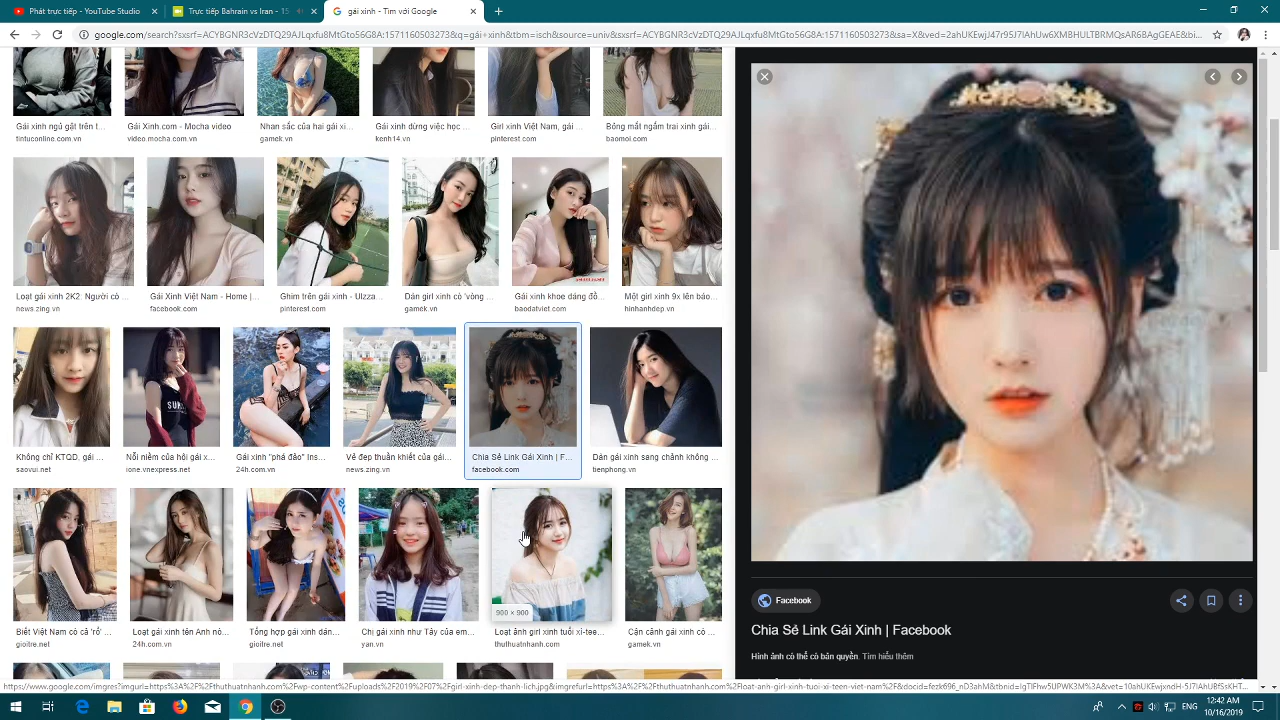 Phát trực tiếp - YouTube Studio
Trực tiếp Bahrain vs Iran - 15
gái xinh - Tìm với Google
google.com/search?sxsrf=ACYBGNR3cVzDTQ29AJLqxfu8MtGto56G8A:1571160503273&q=gái+xinh&tbm=isch&source=univ&sxsrf=ACYBGNR3cVzDTQ29AJLqxfu8MtGto56G8A:1571160503273&sa=X&ved=2ahUKEwjJ47r95J7lAhUw6XMBHULTBRMQsAR6BAgGEAE&bi...
Gái xinh ngủ gật trên t...
tintuconline.com.vn
Gái Xinh.com - Mocha video
video.mocha.com.vn
Nhan sắc của hai gái xi...
gamek.vn
Gái xinh dừng việc học ...
kenh14.vn
Girl xinh Việt Nam, gái ...
pinterest.com
Bỏng mắt ngắm trai xinh gái...
baomoi.com
Loạt gái xinh 2K2: Người cò ...
news.zing.vn
Gái Xinh Việt Nam - Home |...
facebook.com
Ghim trên gái xinh - Ulzza...
pinterest.com
Dàn girl xinh có 'vòng ...
gamek.vn
Gái xinh khoe dáng đồ...
baodatviet.com
Một girl xinh 9x lên báo...
hinhanhdep.vn
Không chỉ KTQD, gái ...
saovui.net
Nỗi niềm của hội gái x...
ione.vnexpress.net
Gái xinh "phá đảo" Ins...
24h.com.vn
Vẻ đẹp thuần khiết của gái...
news.zing.vn
Chia Sẻ Link Gái Xinh | F...
facebook.com
Dàn gái xinh sang chảnh không ...
tienphong.vn
900 × 900
Biết Việt Nam có cả 'rổ' ...
gioitre.net
Loạt gái xinh tên Anh nò...
24h.com.vn
Tổng hợp gái xinh dân...
gioitre.net
Chị gái xinh như Tây của em...
yan.vn
Loạt ảnh girl xinh tuổi xì-tee...
thuthuatnhanh.com
Cận cảnh gái xinh cò ...
gamek.vn
Facebook
Chia Sẻ Link Gái Xinh | Facebook
Hình ảnh có thể có bản quyền. Tìm hiểu thêm
ENG
12:42 AM
10/16/2019